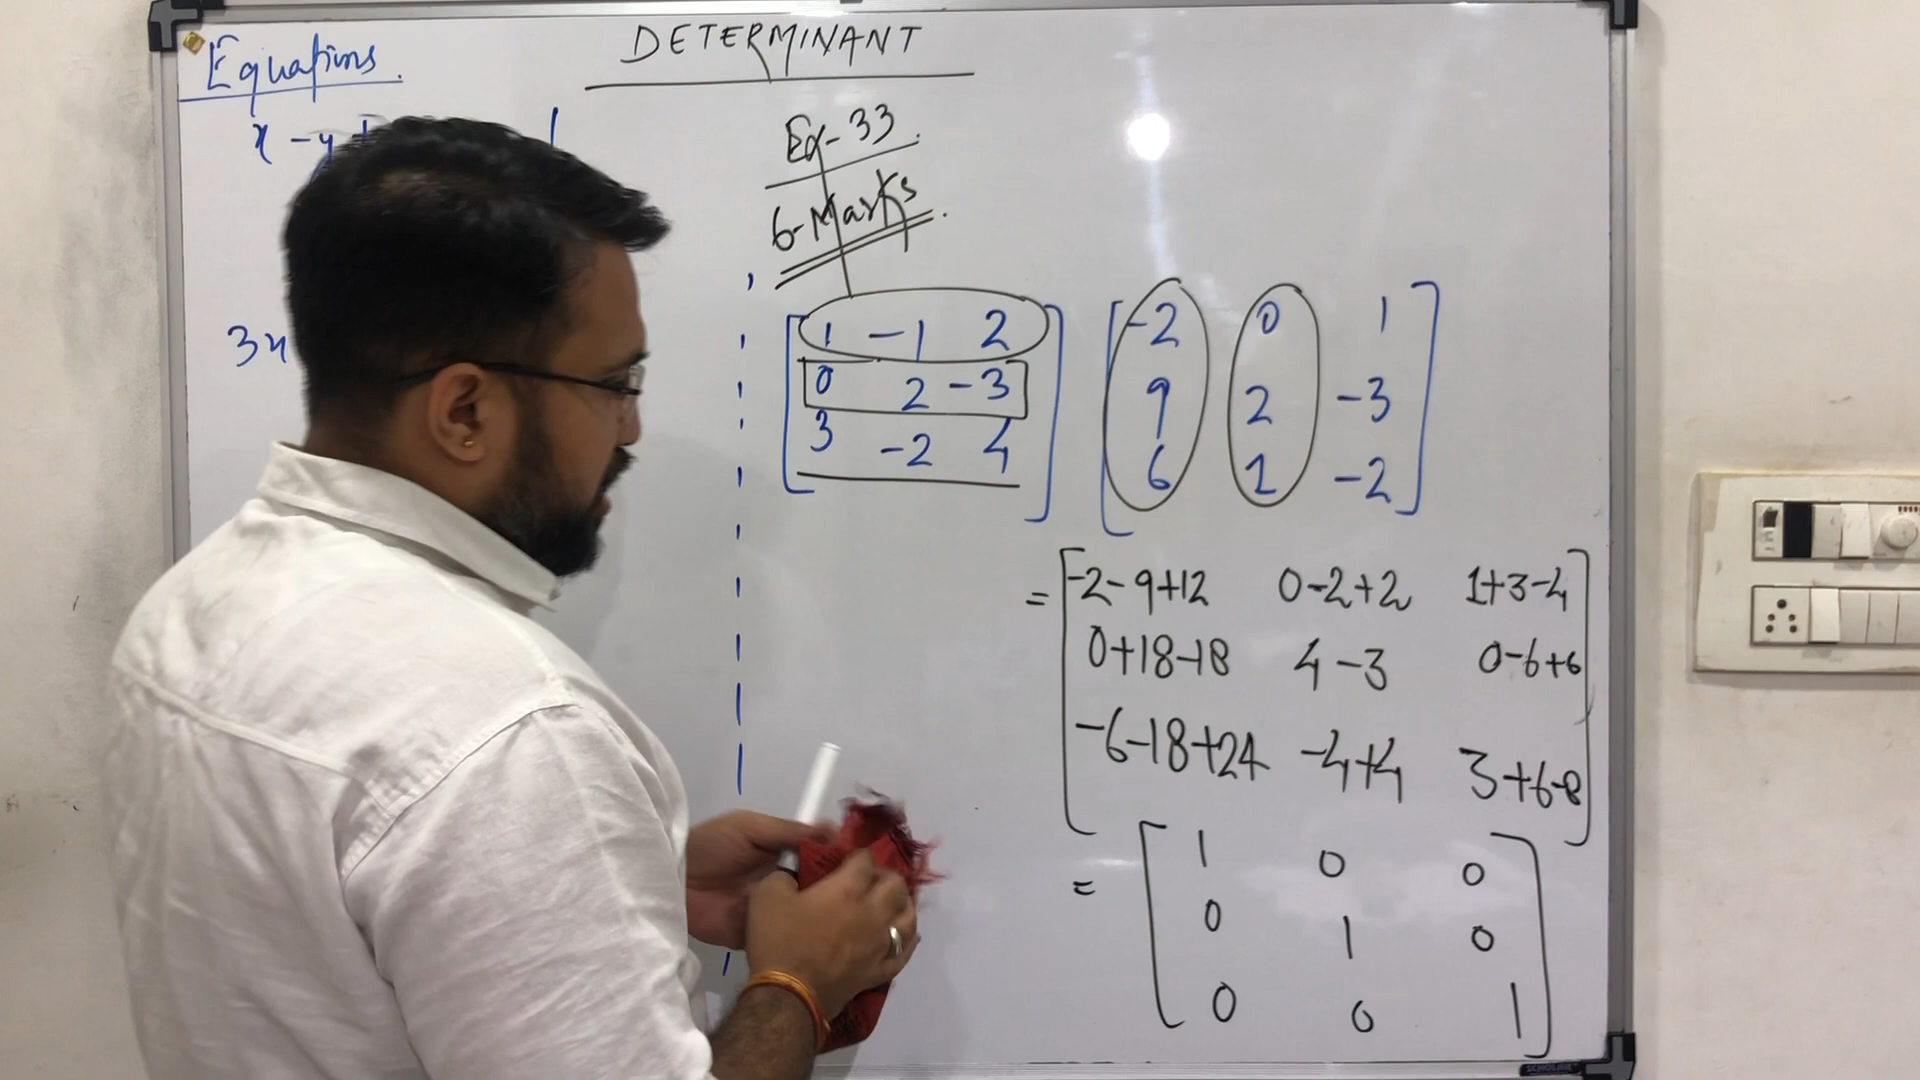 DETERMINANT
Equations.
x - y +
3x
Ex-33.
6-Marks.
[ 1 -1 2 ] [ -2 0 1 ]
[ 0 2 -3 ] [ 9 2 -3 ]
[ 3 -2 4 ] [ 6 1 -2 ]
= [ -2-9+12 0-2+2 1+3-4 ]
[ 0+18-18 4-3 0-6+6 ]
[ -6-18+24 -4+4 3+6-8 ]
= [ 1 0 0 ]
[ 0 1 0 ]
[ 0 0 1 ]